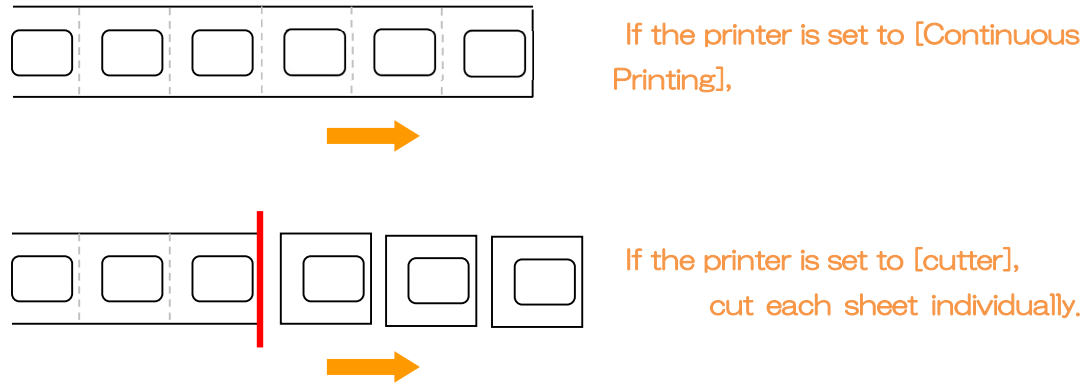 If the printer is set to [Continuous
Printing],
If the printer is set to [cutter],
cut each sheet individually.